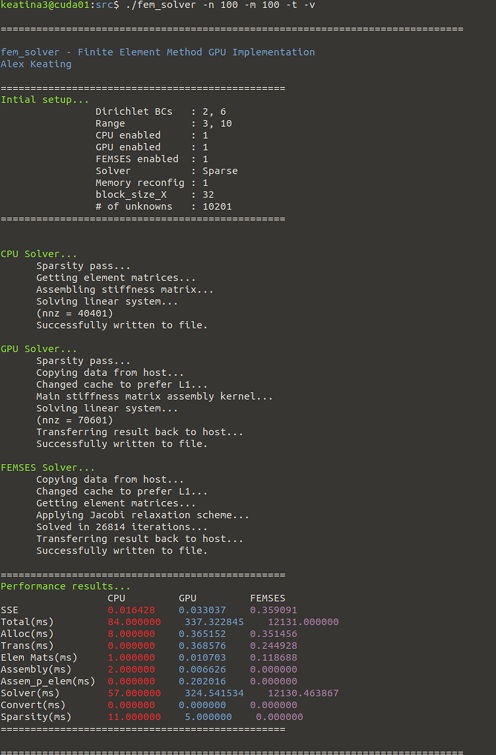 keatina3@cuda01:src$ ./fem_solver -n 100 -m 100 -t -v
==============================================================================
fem_solver - Finite Element Method GPU Implementation
Alex Keating
================================================
Intial setup...
Dirichlet BCs : 2, 6
Range : 3, 10
CPU enabled : 1
GPU enabled : 1
FEMSES enabled : 1
Solver : Sparse
Memory reconfig : 1
block_size_X : 32
# of unknowns : 10201
================================================
CPU Solver...
Sparsity pass...
Getting element matrices...
Assembling stiffness matrix...
Solving linear system...
(nnz = 40401)
Successfully written to file.
GPU Solver...
Sparsity pass...
Copying data from host...
Changed cache to prefer L1...
Main stiffness matrix assembly kernel...
Solving linear system...
(nnz = 70601)
Transferring result back to host...
Successfully written to file.
FEMSES Solver...
Copying data from host...
Changed cache to prefer L1...
Getting element matrices...
Applying Jacobi relaxation scheme...
Solved in 26814 iterations...
Transferring result back to host...
Successfully written to file.
================================================
Performance results...
CPU GPU FEMSES
SSE 0.016428 0.033037 0.359091
Total(ms) 84.000000 337.322845 12131.000000
Alloc(ms) 8.000000 0.365152 0.351456
Trans(ms) 0.000000 0.368576 0.244928
Elem Mats(ms) 1.000000 0.010703 0.118688
Assembly(ms) 2.000000 0.006626 0.000000
Assem_p_elem(ms) 0.000000 0.202016 0.000000
Solver(ms) 57.000000 324.541534 12130.463867
Convert(ms) 0.000000 0.000000 0.000000
Sparsity(ms) 11.000000 5.000000 0.000000
================================================
==============================================================================